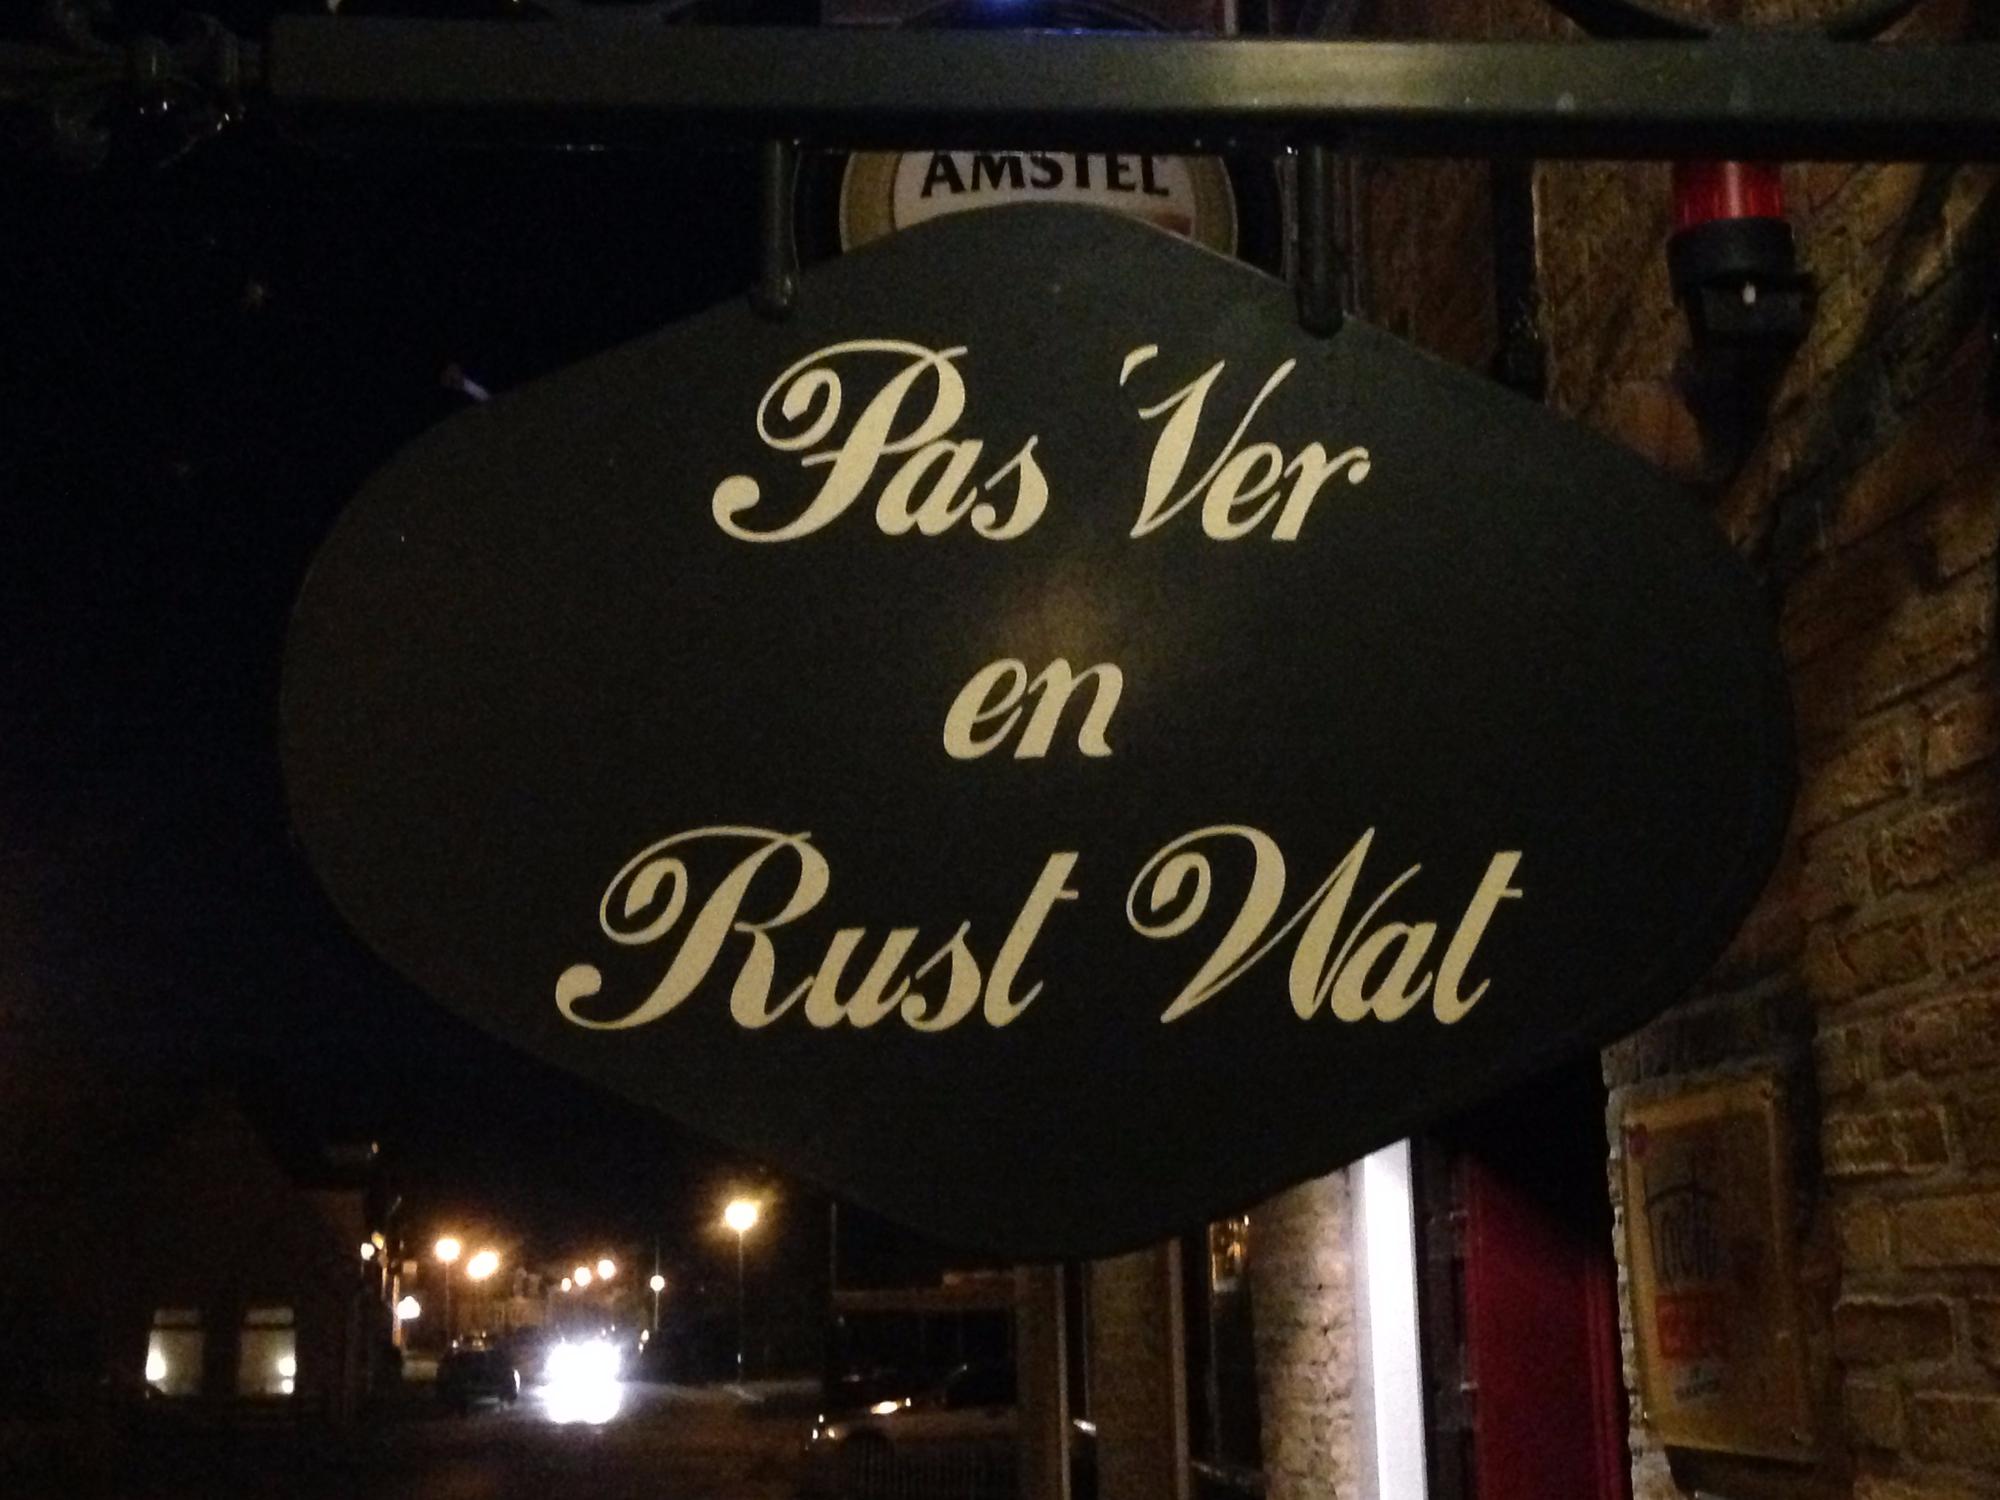 AMSTEL
Pas Ver
en
Rust Wat